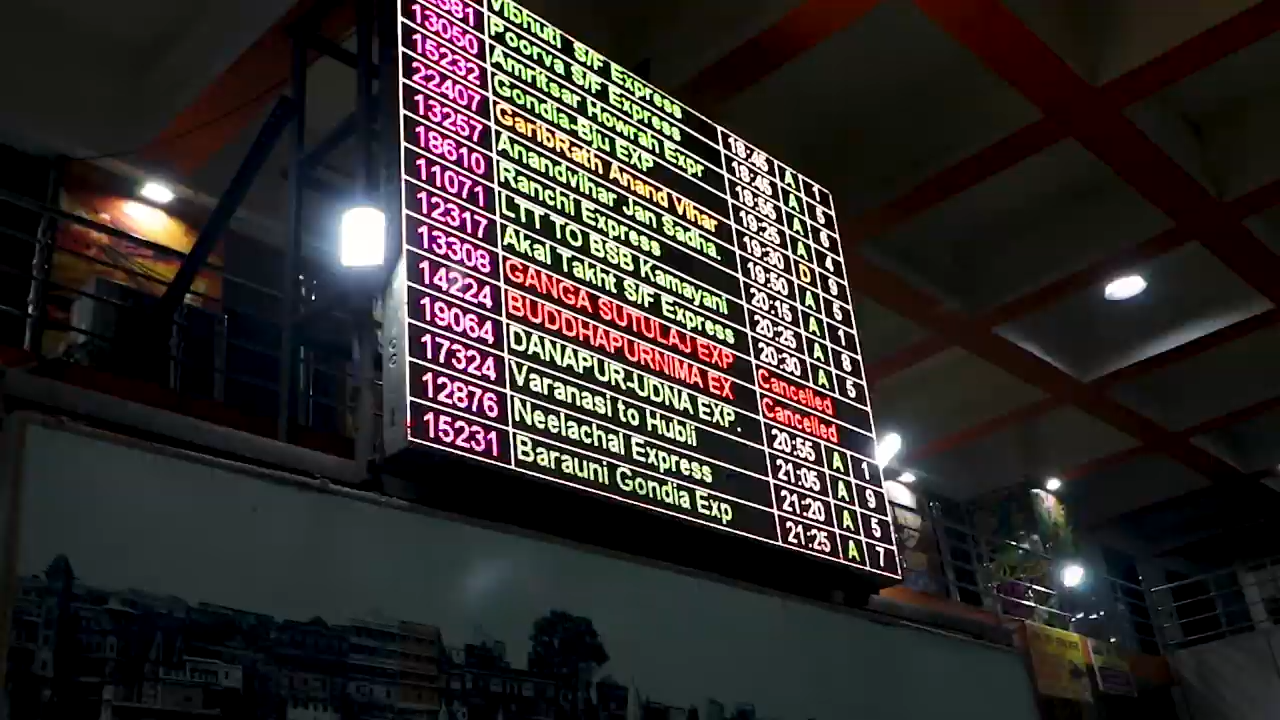 Vibhuti S/F Express 18:45 A 1
381 Poorva S/F Express 18:45 A 5
13050 Amritsar Howrah Expr 18:55 A 6
15232 Gondia-Bju EXP 19:25 A 4
22407 GaribRath Anand Vihar 19:30 D 9
13257 Anandvihar Jan Sadha. 19:50 A 5
18610 Ranchi Express 20:15 A 1
11071 LTT TO BSB Kamayani 20:25 A 8
12317 Akal Takht S/F Express 20:30 A 5
13308 GANGA SUTULAJ EXP Cancelled
14224 BUDDHAPURNIMA EX Cancelled
19064 DANAPUR-UDNA EXP. 20:55 A 1
17324 Varanasi to Hubli 21:05 A 9
12876 Neelachal Express 21:20 A 5
15231 Barauni Gondia Exp 21:25 A 7